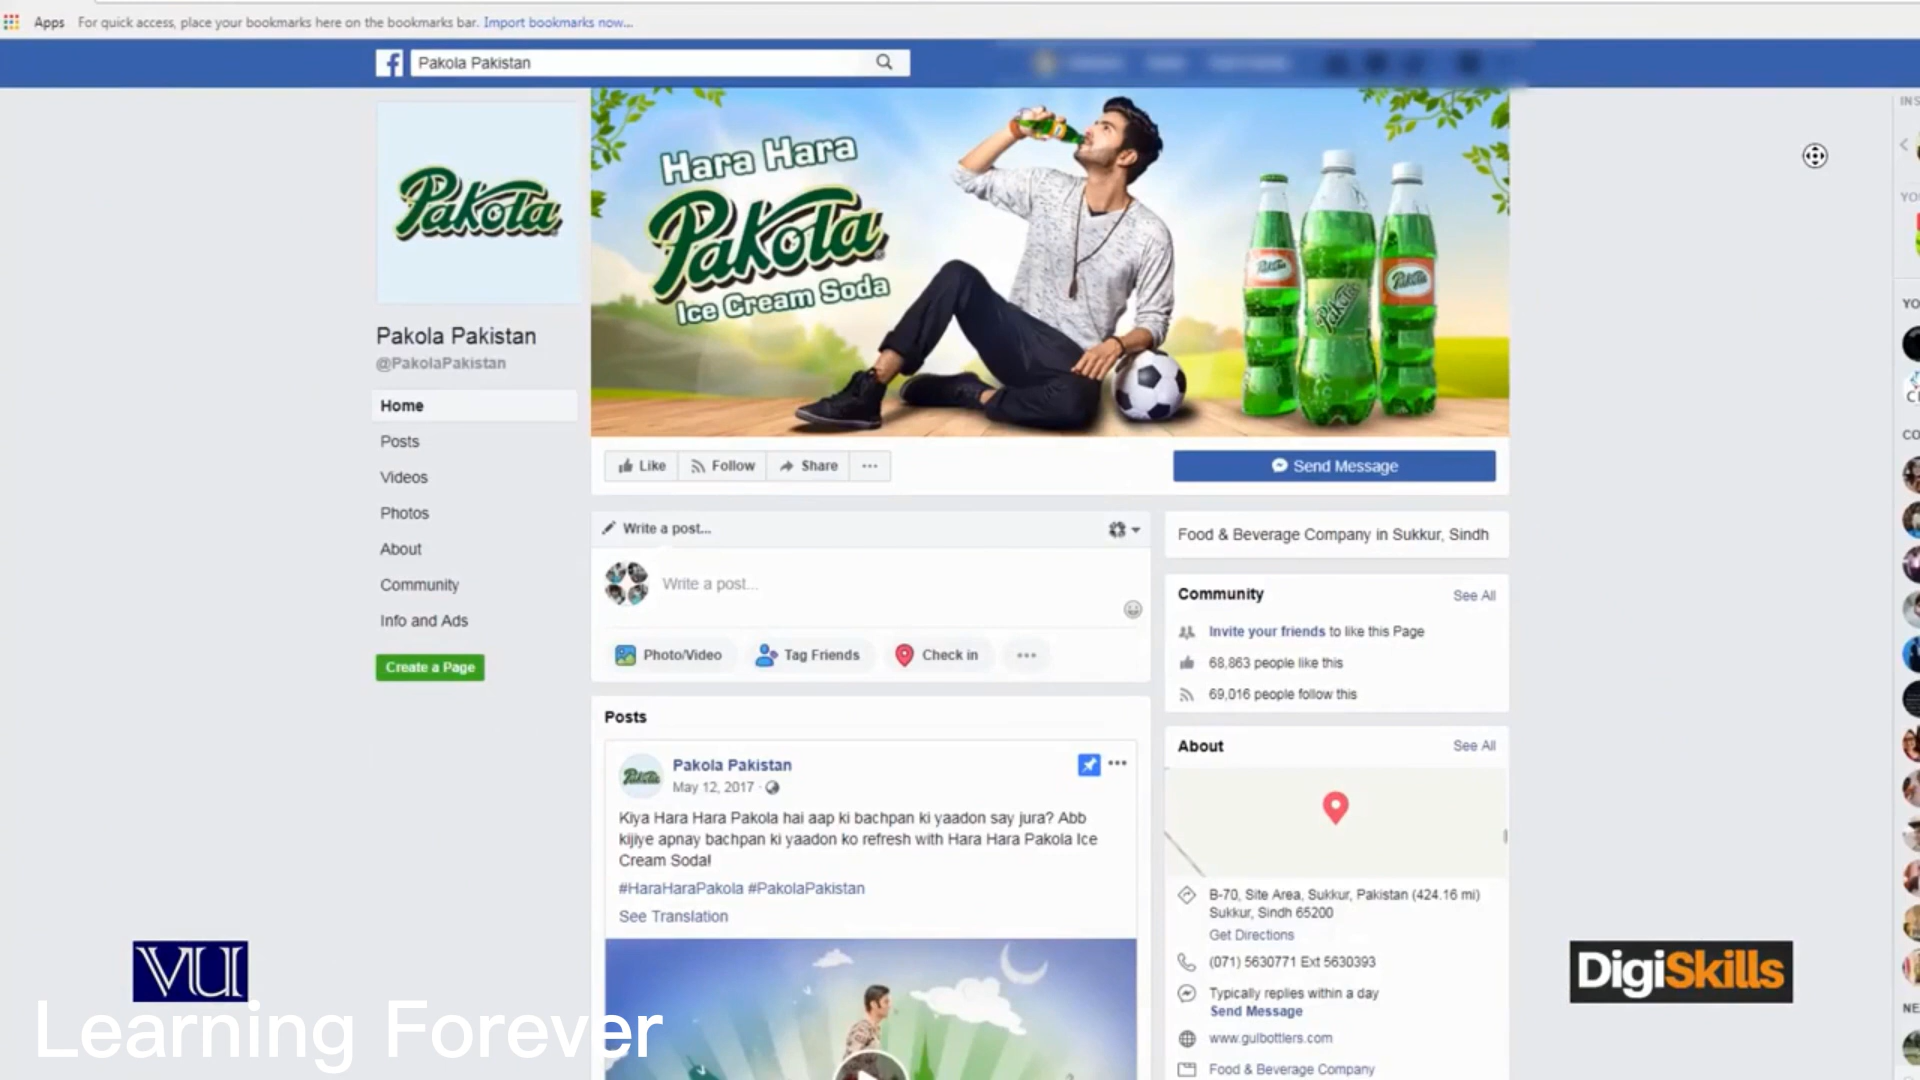 Apps For quick access, place your bookmarks here on the bookmarks bar. Import bookmarks now...
Pakola Pakistan
Pakola
Hara Hara
Pakola
Ice Cream Soda
Pakola
Pakola
Pakola
Pakola Pakistan
@PakolaPakistan
Home
Posts
Videos
Photos
About
Community
Info and Ads
Create a Page
Like Follow Share
Send Message
Write a post...
Write a post...
Photo/Video Tag Friends Check in
Posts
Pakola
Pakola Pakistan
May 12, 2017
Kiya Hara Hara Pakola hai aap ki bachpan ki yaadon say jura? Abb
kijiye apnay bachpan ki yaadon ko refresh with Hara Hara Pakola Ice
Cream Soda!
#HaraHaraPakola #PakolaPakistan
See Translation
Food & Beverage Company in Sukkur, Sindh
Community See All
Invite your friends to like this Page
68,863 people like this
69,016 people follow this
About See All
B-70, Site Area, Sukkur, Pakistan (424.16 mi)
Sukkur, Sindh 65200
Get Directions
(071) 5630771 Ext 5630393
Typically replies within a day
Send Message
www.gulbottlers.com
Food & Beverage Company
VU
Learning Forever
DigiSkills